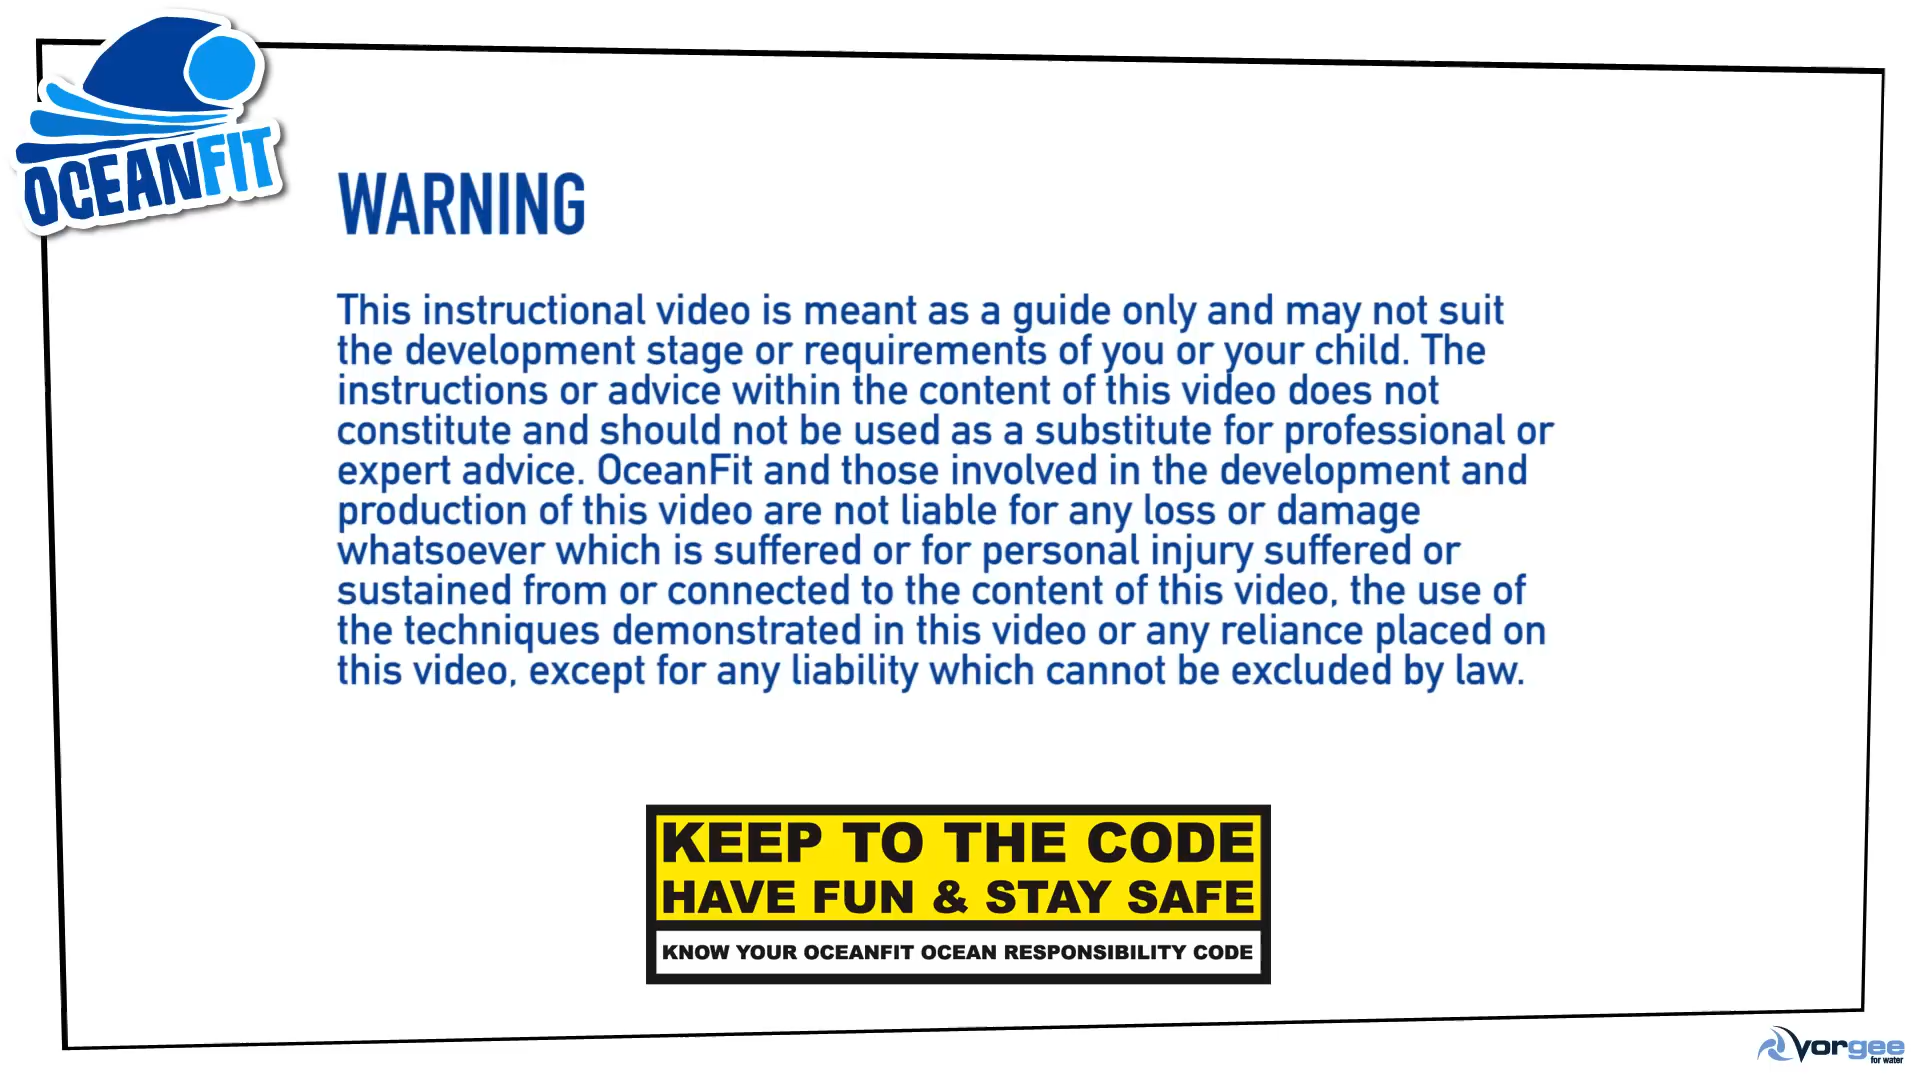 OCEANFIT
WARNING
This instructional video is meant as a guide only and may not suit
the development stage or requirements of you or your child. The
instructions or advice within the content of this video does not
constitute and should not be used as a substitute for professional or
expert advice. OceanFit and those involved in the development and
production of this video are not liable for any loss or damage
whatsoever which is suffered or for personal injury suffered or
sustained from or connected to the content of this video, the use of
the techniques demonstrated in this video or any reliance placed on
this video, except for any liability which cannot be excluded by law.
KEEP TO THE CODE
HAVE FUN & STAY SAFE
KNOW YOUR OCEANFIT OCEAN RESPONSIBILITY CODE
vorgee
for water